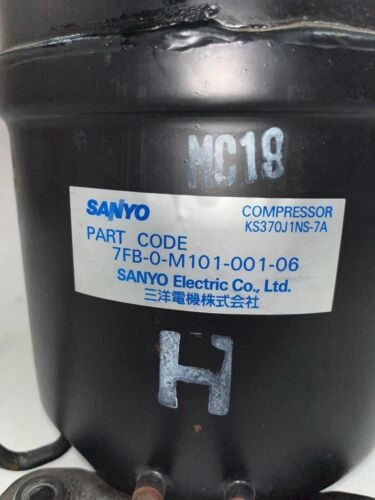 MC18
SANYO
COMPRESSOR
KS370J1NS-7A
PART CODE
7FB-0-M101-001-06
SANYO Electric Co., Ltd.
三洋電機株式会社
H